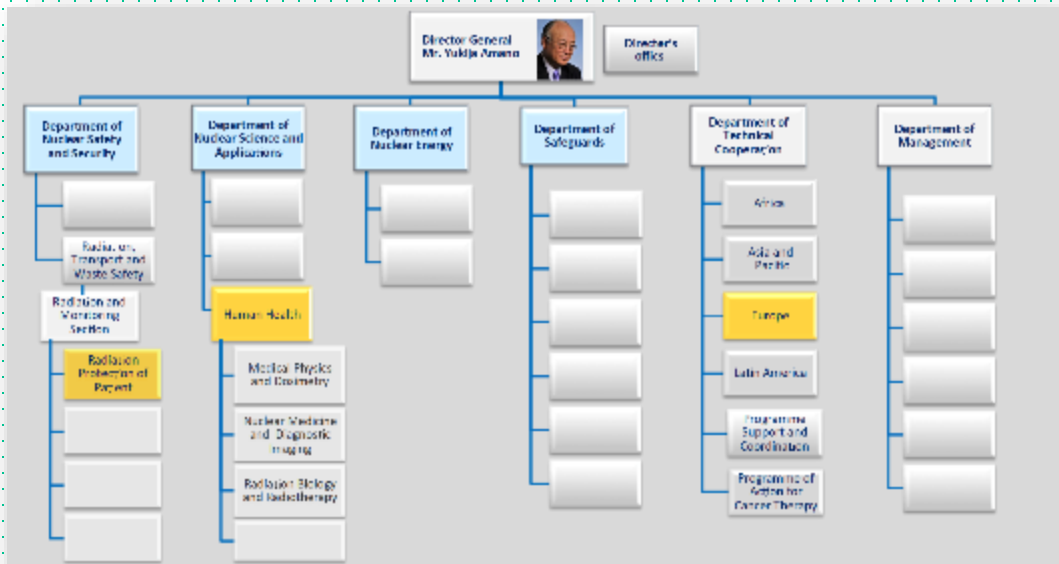 Director General
Mr. Yukija Amano
Director's
office
Department of
Nuclear Safety
and Security
Department of
Nuclear Science and
Applications
Department of
Nuclear Energy
Department of
Safeguards
Department of
Technical
Cooperation
Department of
Management
Radiation,
Transport and
Waste Safety
Radiation and
Monitoring
Section
Radiation
Protection of
Patient
Human Health
Medical Physics
and Dosimetry
Nuclear Medicine
and Diagnostic
Imaging
Radiation Biology
and Radiotherapy
Africa
Asia and
Pacific
Europe
Latin America
Programme
Support and
Coordination
Programme of
Action for
Cancer Therapy